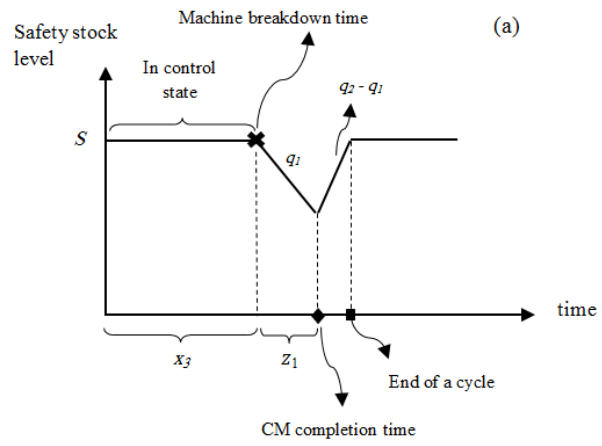 Machine breakdown time
(a)
Safety stock
level
In control
state
q2 - q1
S
q1
time
x3
z1
End of a cycle
CM completion time